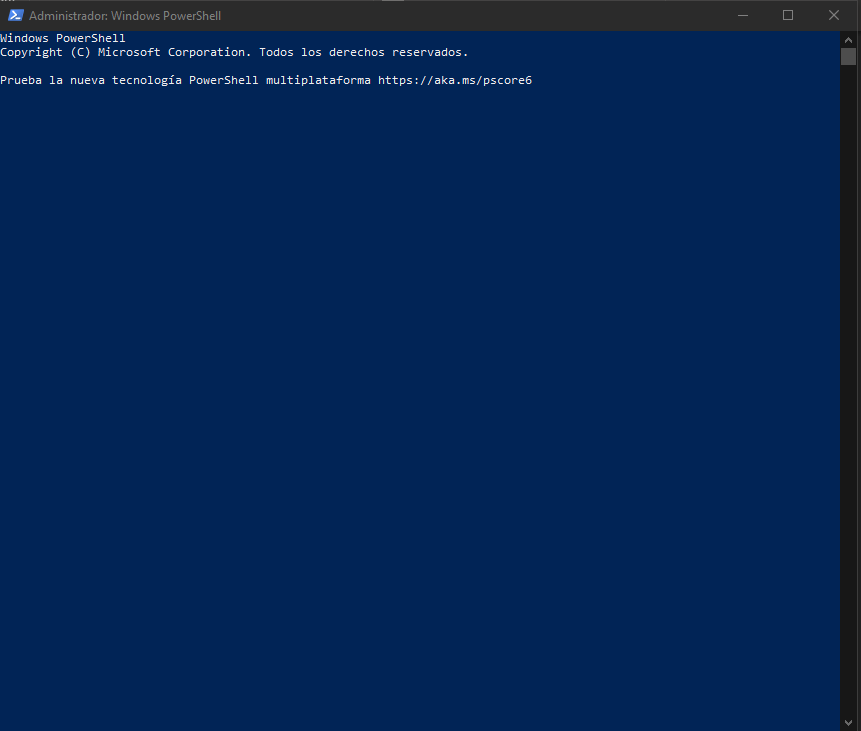 Administrador: Windows PowerShell
Windows PowerShell
Copyright (C) Microsoft Corporation. Todos los derechos reservados.
Prueba la nueva tecnología PowerShell multiplataforma https://aka.ms/pscore6